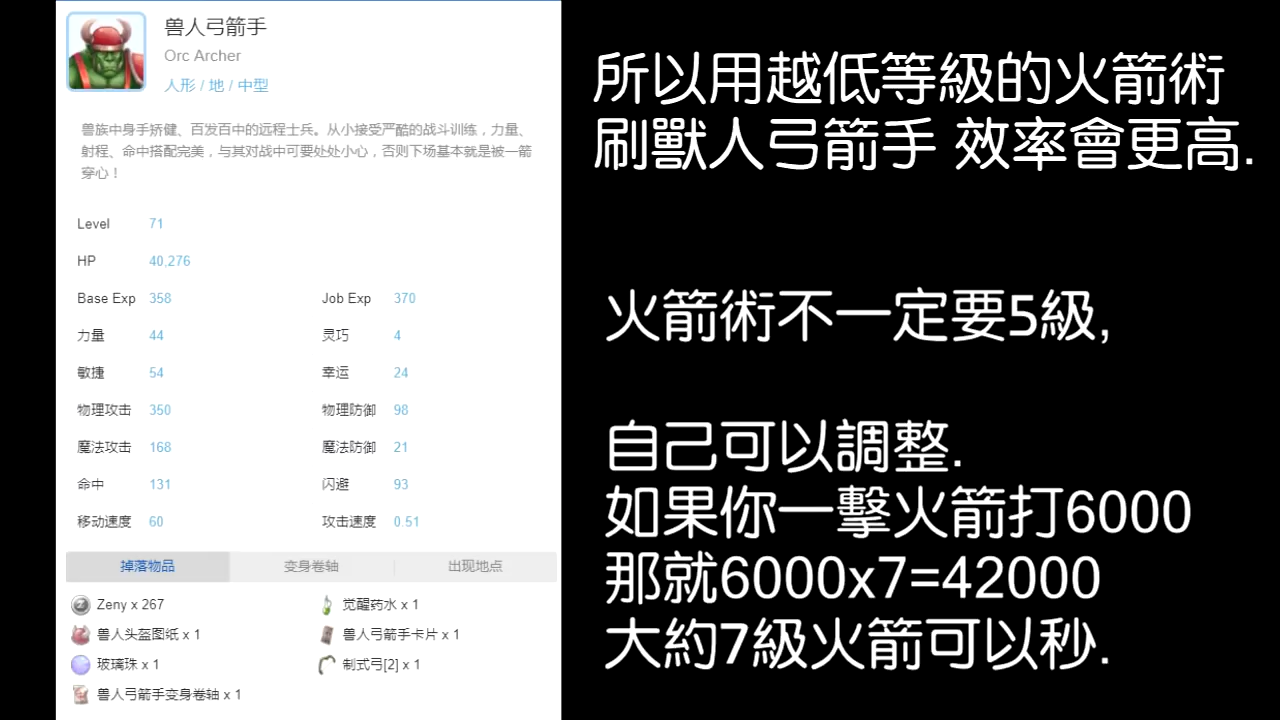 兽人弓箭手
Orc Archer
人形 / 地 / 中型
兽族中身手矫健、百发百中的远程士兵。从小接受严酷的战斗训练，力量、
射程、命中搭配完美，与其对战中可要处处小心，否则下场基本就是被一箭
穿心！
Level 71
HP 40,276
Base Exp 358 Job Exp 370
力量 44 灵巧 4
敏捷 54 幸运 24
物理攻击 350 物理防御 98
魔法攻击 168 魔法防御 21
命中 131 闪避 93
移动速度 60 攻击速度 0.51
掉落物品 变身卷轴 出现地点
Zeny x 267 觉醒药水 x 1
兽人头盔图纸 x 1 兽人弓箭手卡片 x 1
玻璃珠 x 1 制式弓[2] x 1
兽人弓箭手变身卷轴 x 1
所以用越低等級的火箭術
刷獸人弓箭手 效率會更高.
火箭術不一定要5級,
自己可以調整.
如果你一擊火箭打6000
那就6000x7=42000
大約7級火箭可以秒.